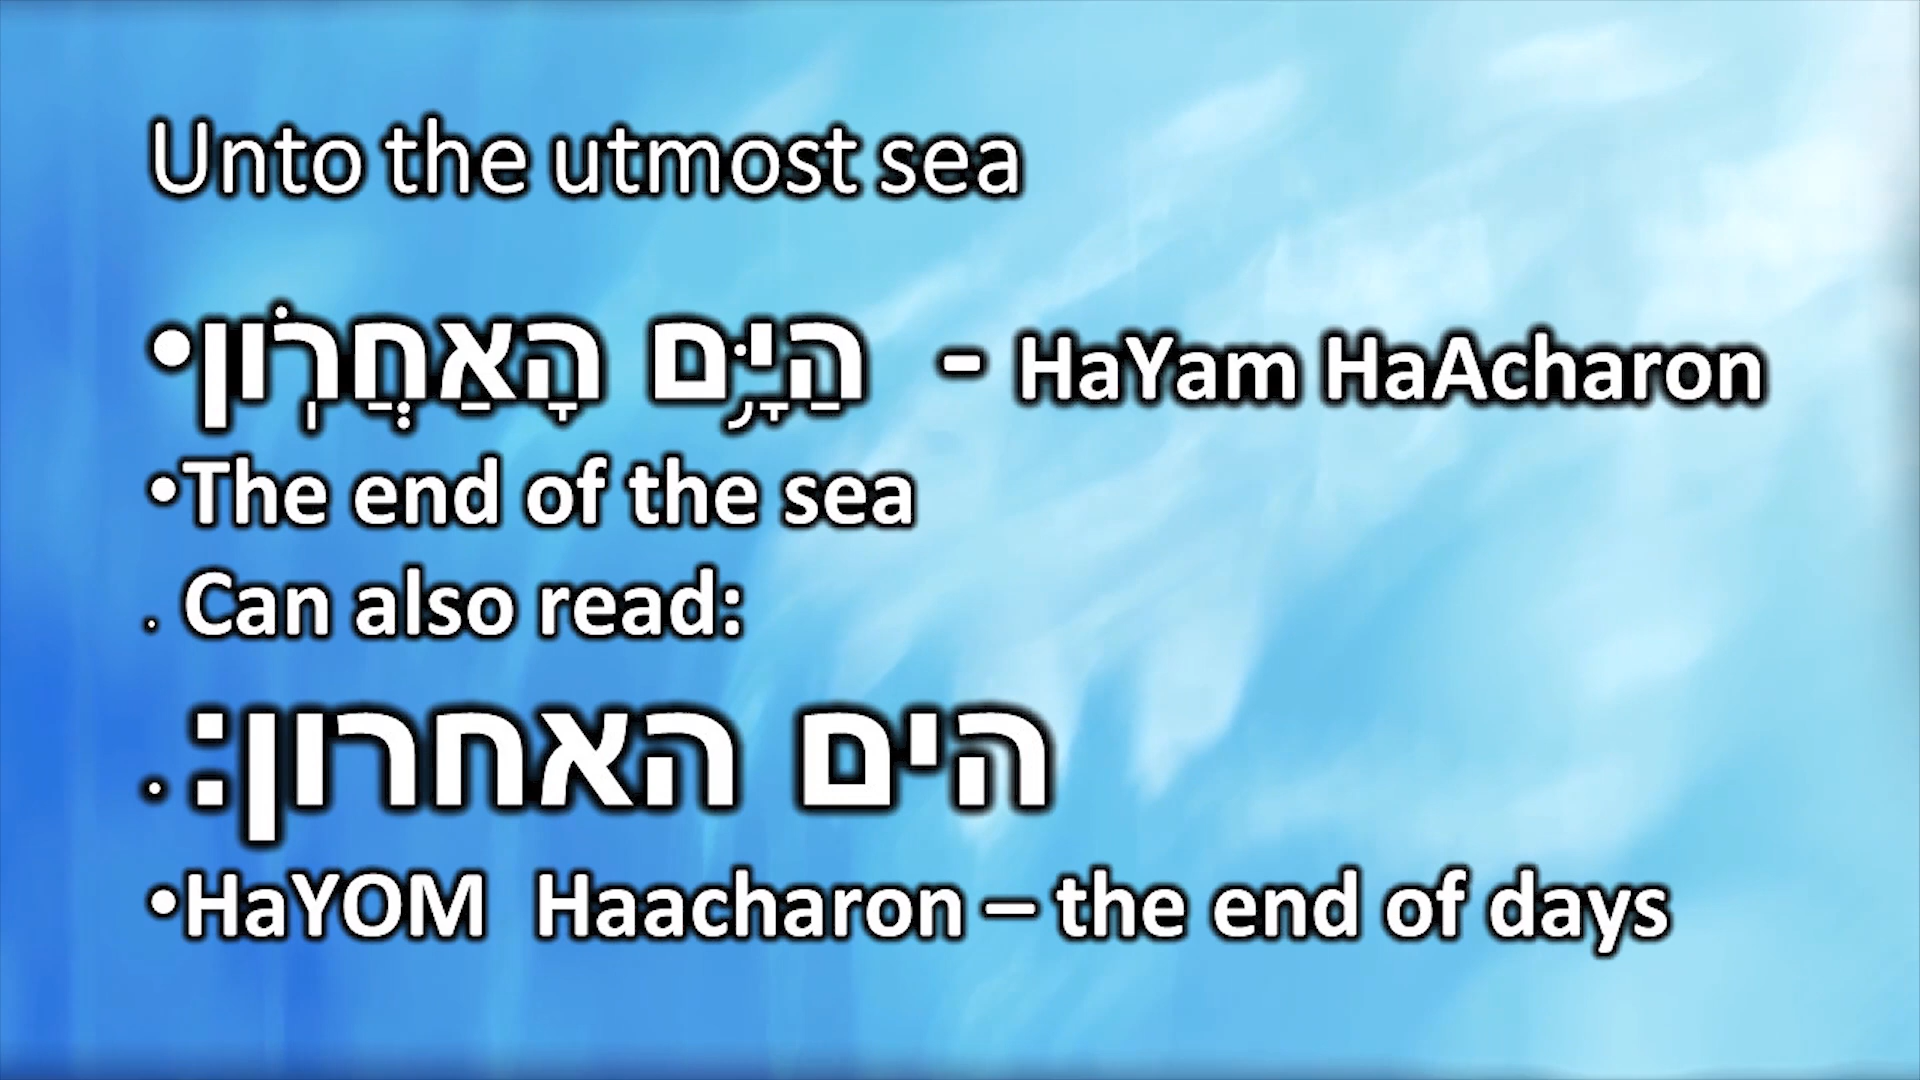 Unto the utmost sea
•הַיָּ֥ם הָאַחֲרֽוֹן - HaYam HaAcharon
•The end of the sea
• Can also read:
• הים האחרון:
•HaYOM Haacharon – the end of days